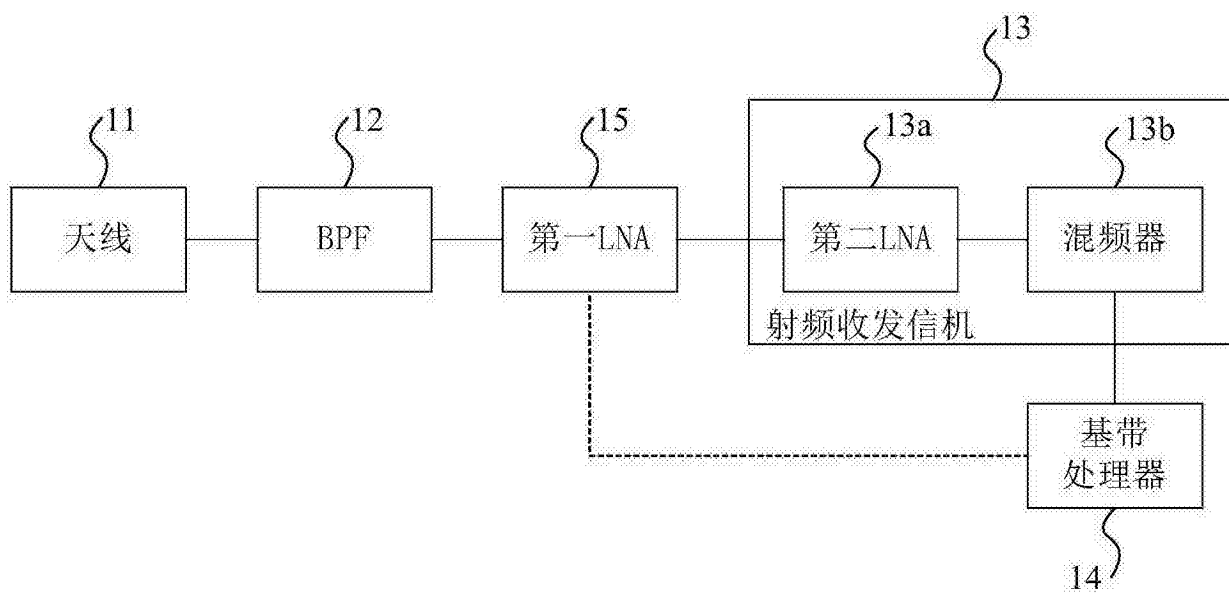 13
11
12
15
13a
13b
天线
BPF
第一LNA
第二LNA
混频器
射频收发信机
基带
处理器
14